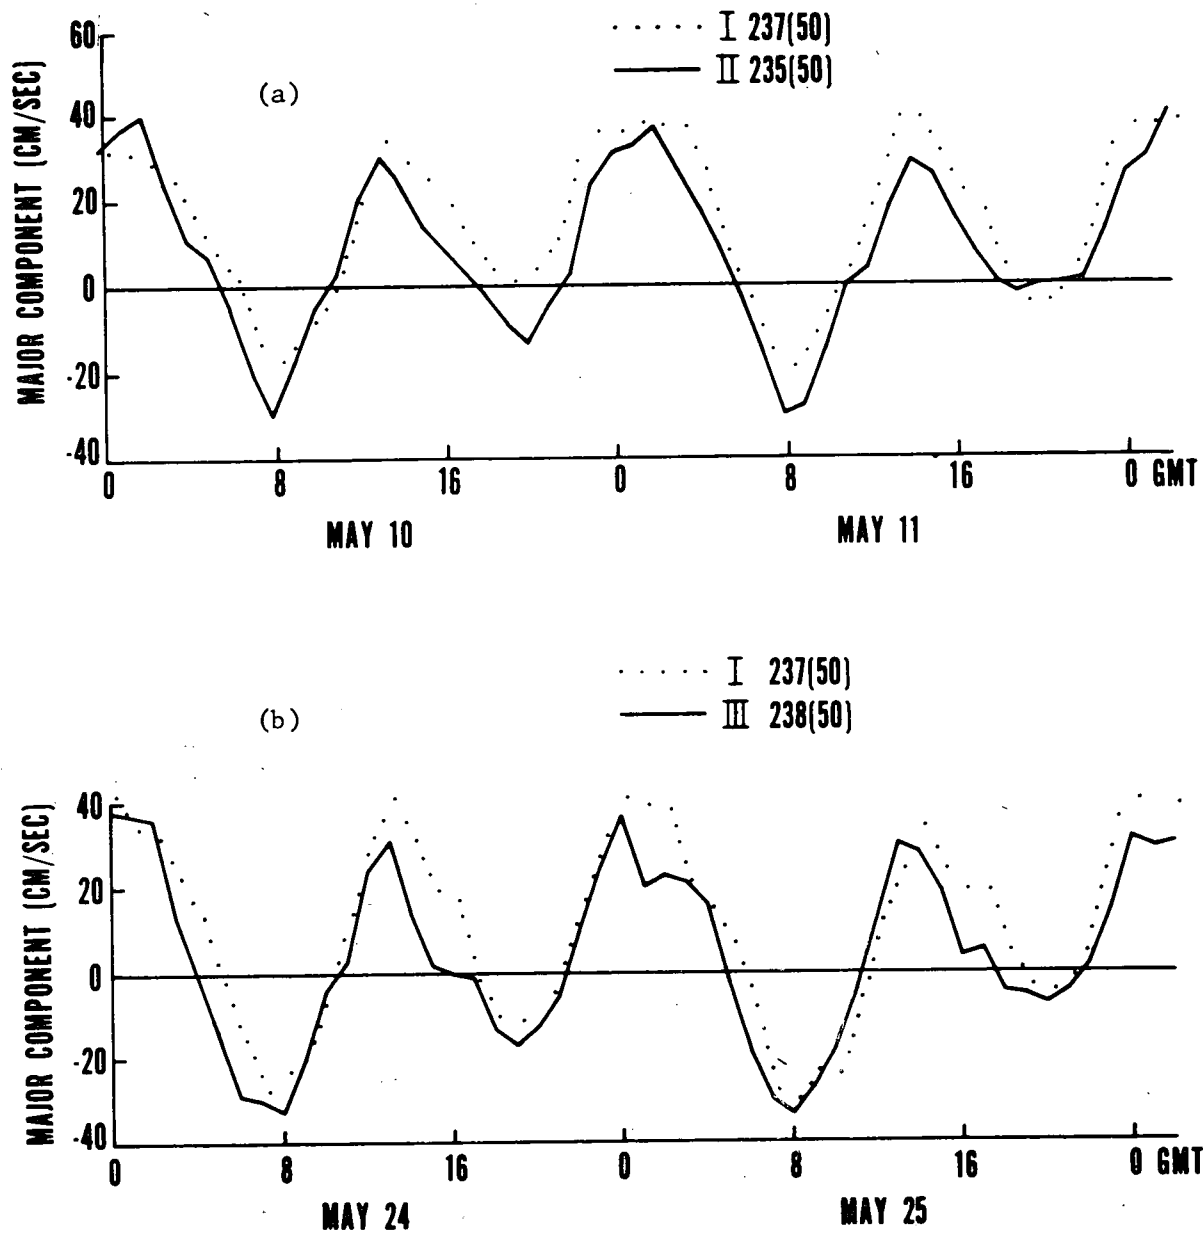 I 237(50)
II 235(50)
(a)
MAJOR COMPONENT (CM/SEC)
60
40
20
0
-20
-40
0 8 16 0 8 16 0 GMT
MAY 10 MAY 11
I 237(50)
III 238(50)
(b)
MAJOR COMPONENT (CM/SEC)
40
20
0
-20
-40
0 8 16 0 8 16 0 GMT
MAY 24 MAY 25